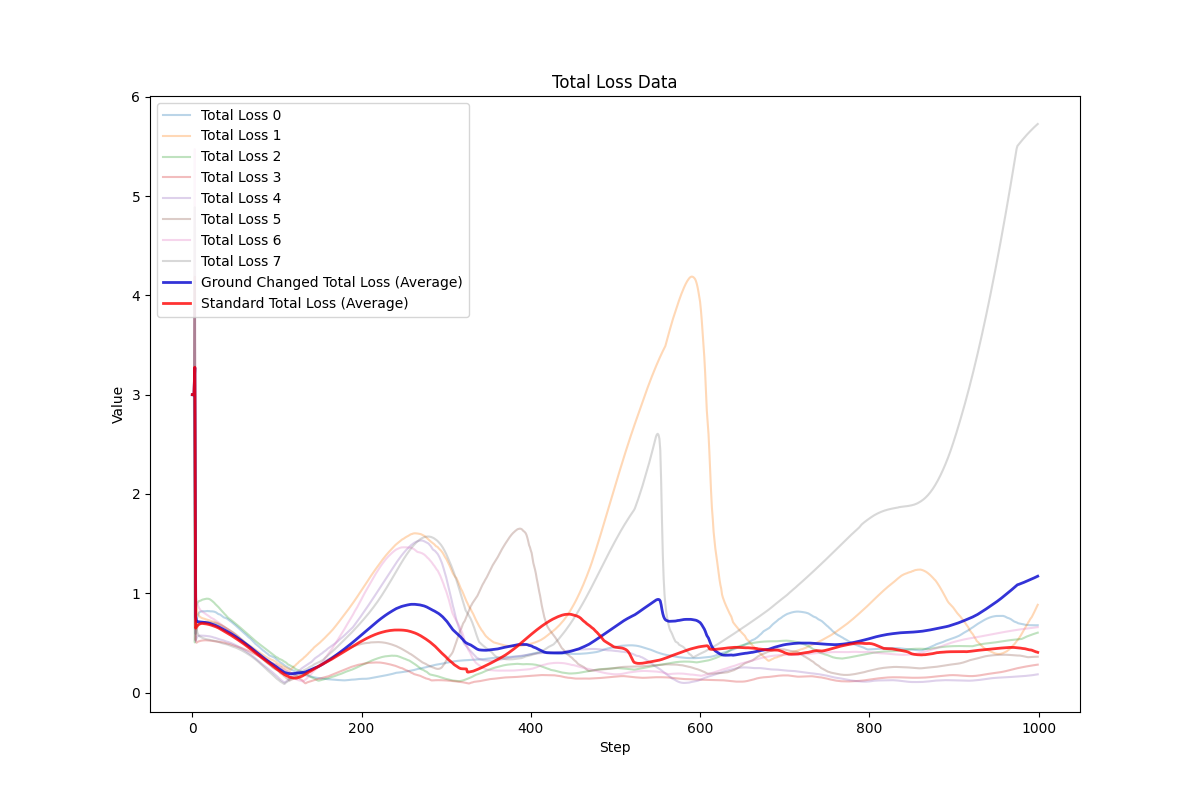 Total Loss Data
6
5
4
3
2
1
0
Value
Total Loss 0
Total Loss 1
Total Loss 2
Total Loss 3
Total Loss 4
Total Loss 5
Total Loss 6
Total Loss 7
Ground Changed Total Loss (Average)
Standard Total Loss (Average)
0 200 400 600 800 1000
Step